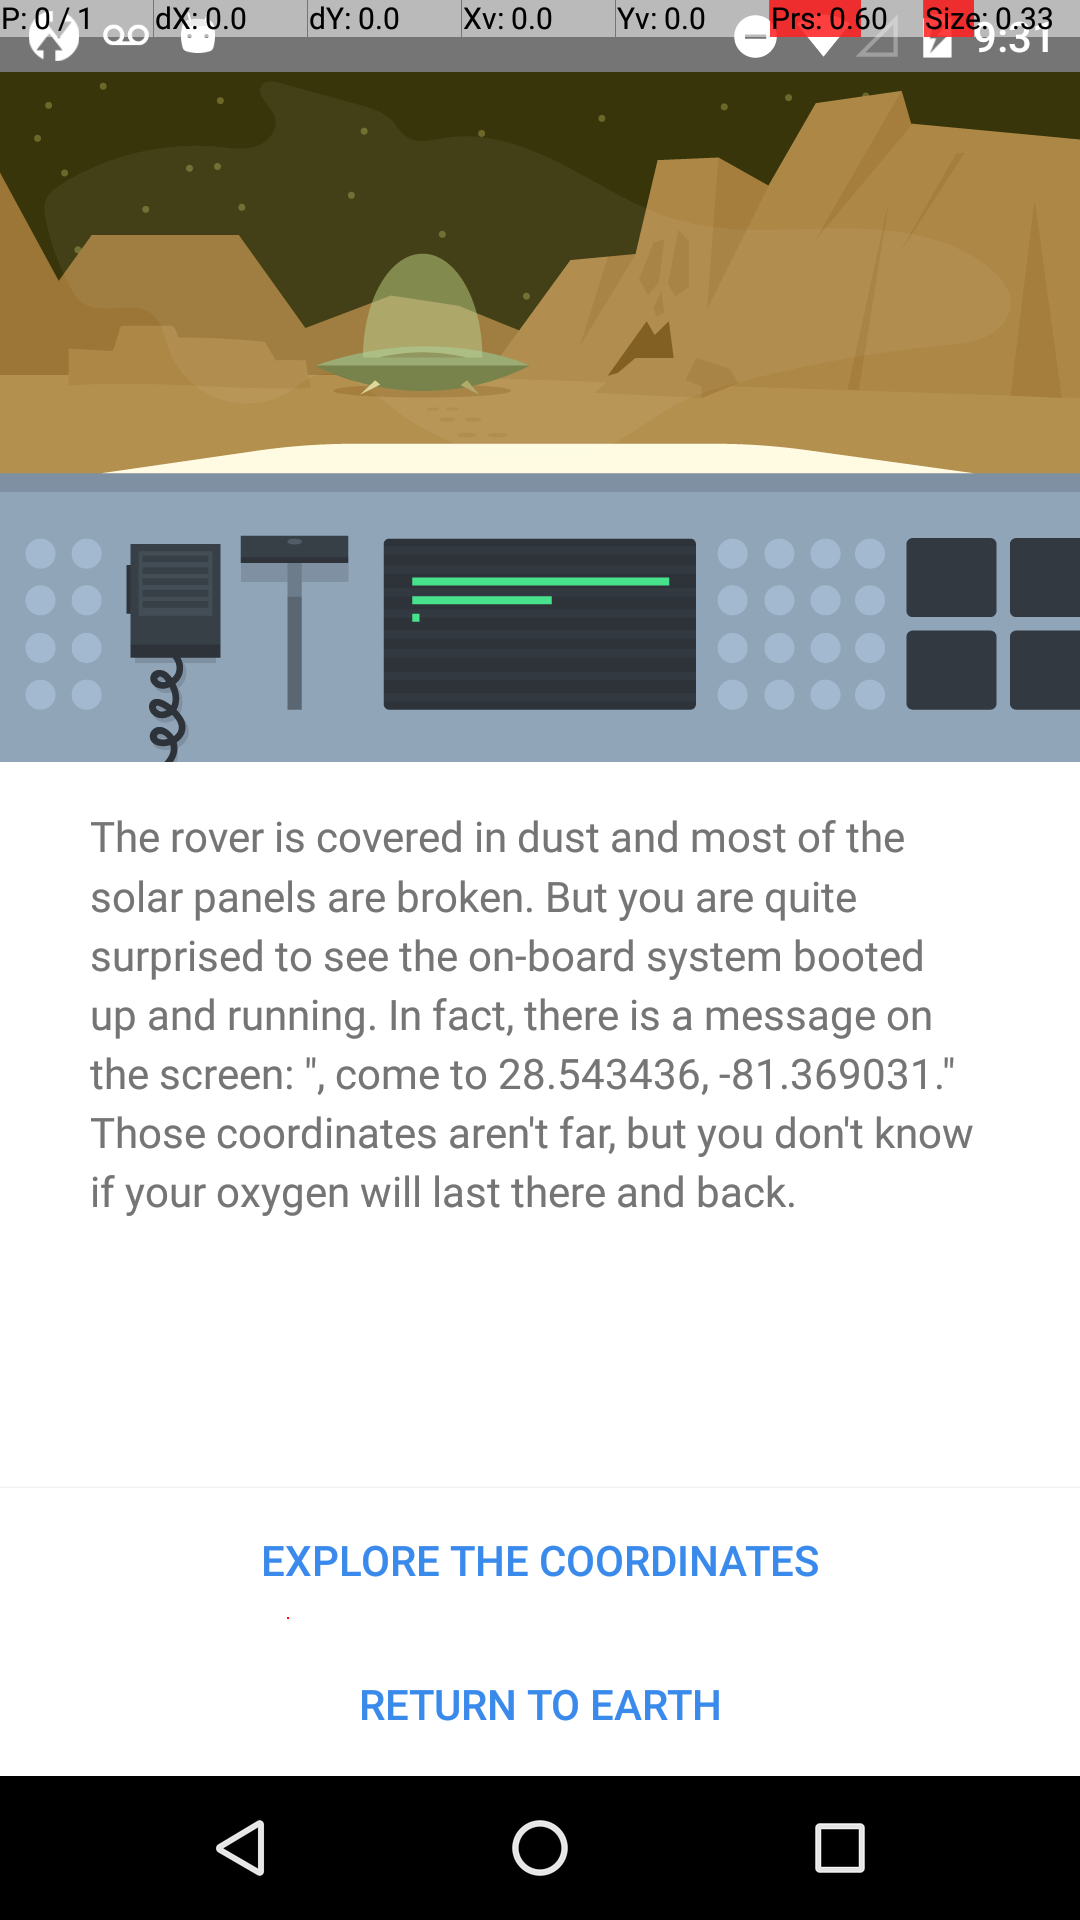 P: 0 / 1 dX: 0.0 dY: 0.0 Xv: 0.0 Yv: 0.0 Prs: 0.60 Size: 0.33
9:31
The rover is covered in dust and most of the
solar panels are broken. But you are quite
surprised to see the on-board system booted
up and running. In fact, there is a message on
the screen: ", come to 28.543436, -81.369031."
Those coordinates aren't far, but you don't know
if your oxygen will last there and back.
EXPLORE THE COORDINATES
RETURN TO EARTH